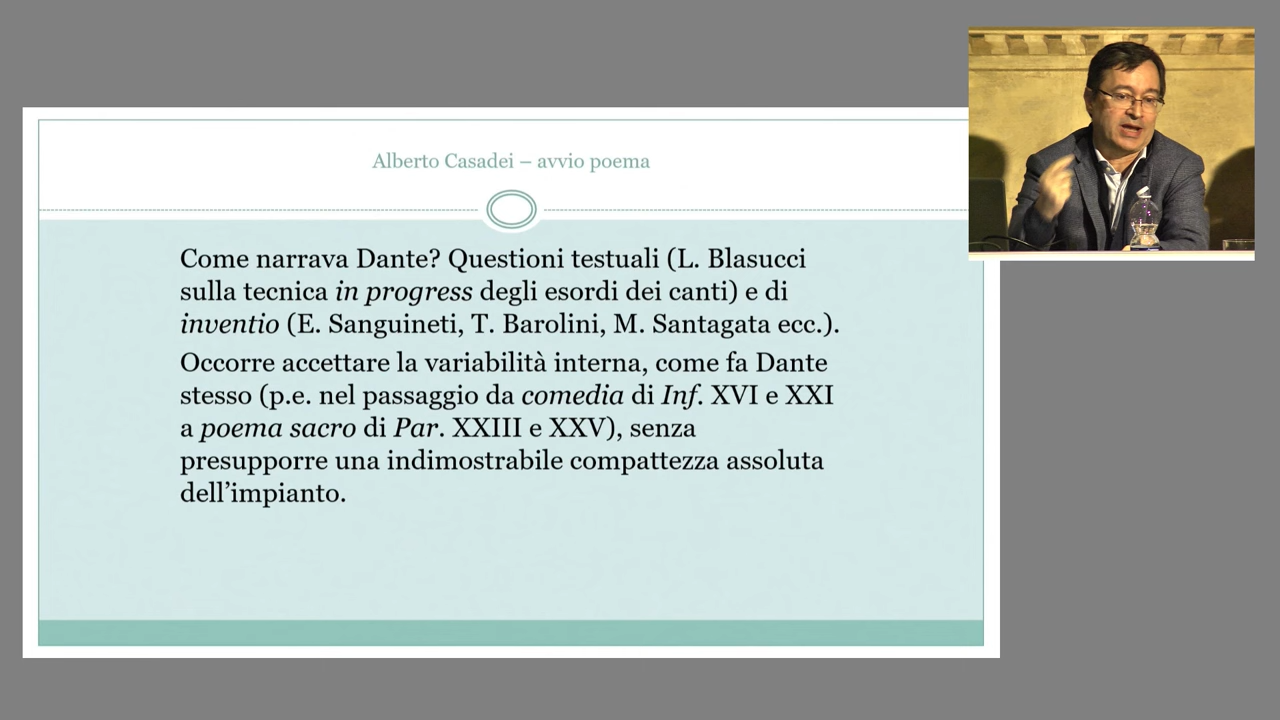 Alberto Casadei – avvio poema
Come narrava Dante? Questioni testuali (L. Blasucci
sulla tecnica in progress degli esordi dei canti) e di
inventio (E. Sanguineti, T. Barolini, M. Santagata ecc.).
Occorre accettare la variabilità interna, come fa Dante
stesso (p.e. nel passaggio da comedia di Inf. XVI e XXI
a poema sacro di Par. XXIII e XXV), senza
presupporre una indimostrabile compattezza assoluta
dell’impianto.